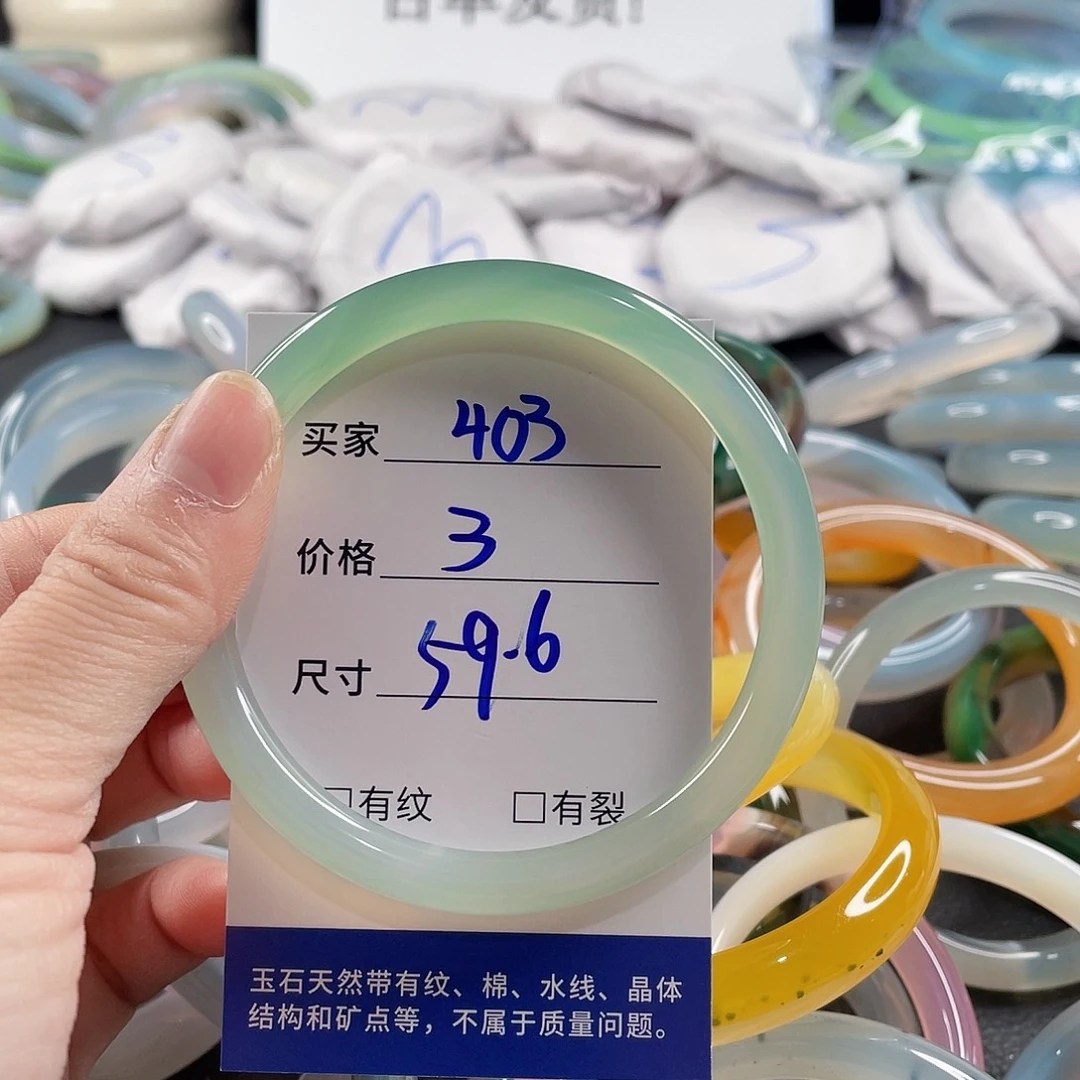 买家 403
价格 3
尺寸 59.6
□有纹 □有裂
玉石天然带有纹、棉、水线、晶体
结构和矿点等，不属于质量问题。